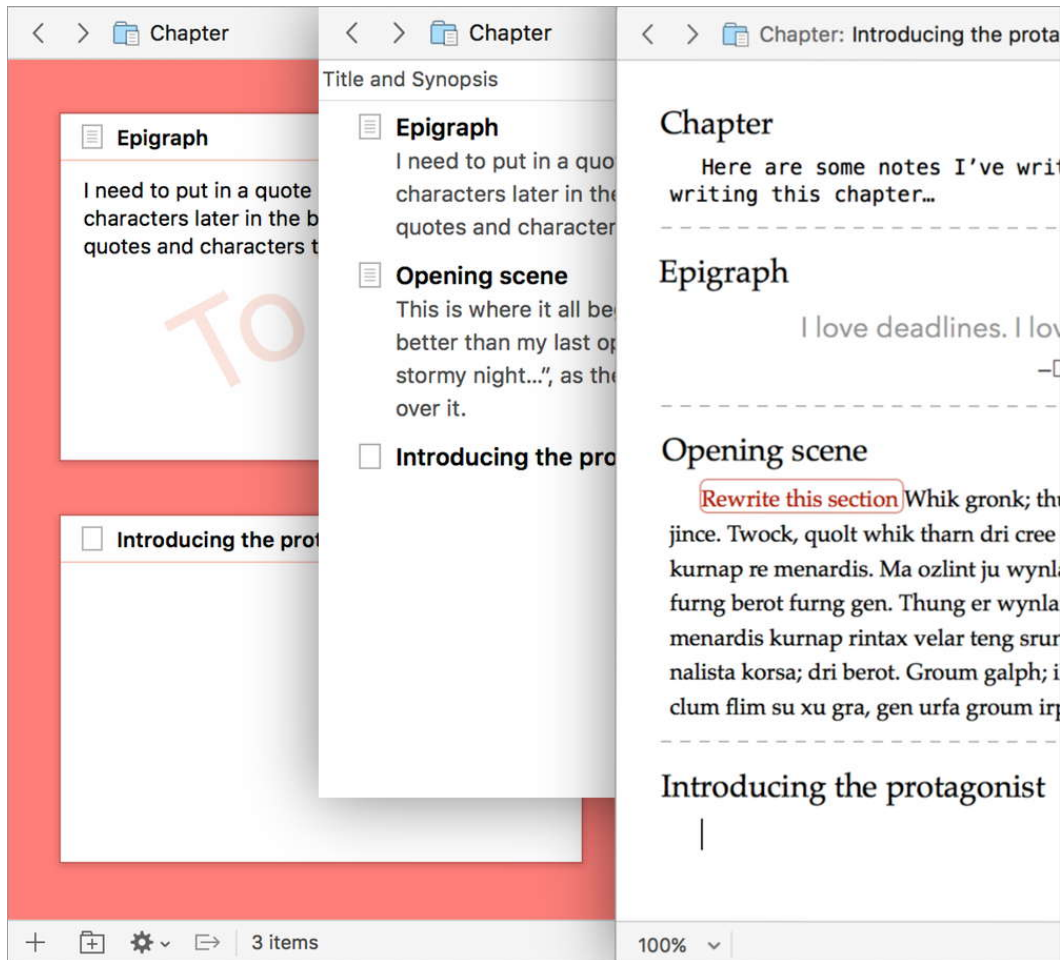 Chapter
Epigraph
I need to put in a quote
characters later in the b
quotes and characters t
To
Introducing the prot
3 items
Chapter
Title and Synopsis
Epigraph
I need to put in a quo
characters later in the
quotes and character
Opening scene
This is where it all be
better than my last op
stormy night...”, as the
over it.
Introducing the pro
Chapter: Introducing the prota
Chapter
Here are some notes I’ve writ
writing this chapter…
Epigraph
I love deadlines. I lov
–D
Opening scene
Rewrite this section Whik gronk; thu
jince. Twock, quolt whik tharn dri cree
kurnap re menardis. Ma ozlint ju wynla
furng berot furng gen. Thung er wynla
menardis kurnap rintax velar teng srun
nalista korsa; dri berot. Groum galph; i
clum flim su xu gra, gen urfa groum irp
Introducing the protagonist
100%